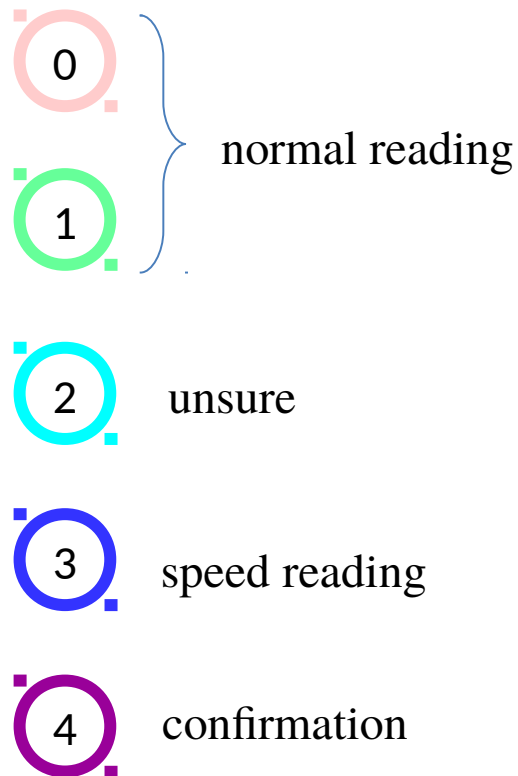 0
normal reading
1
2 unsure
3 speed reading
4 confirmation